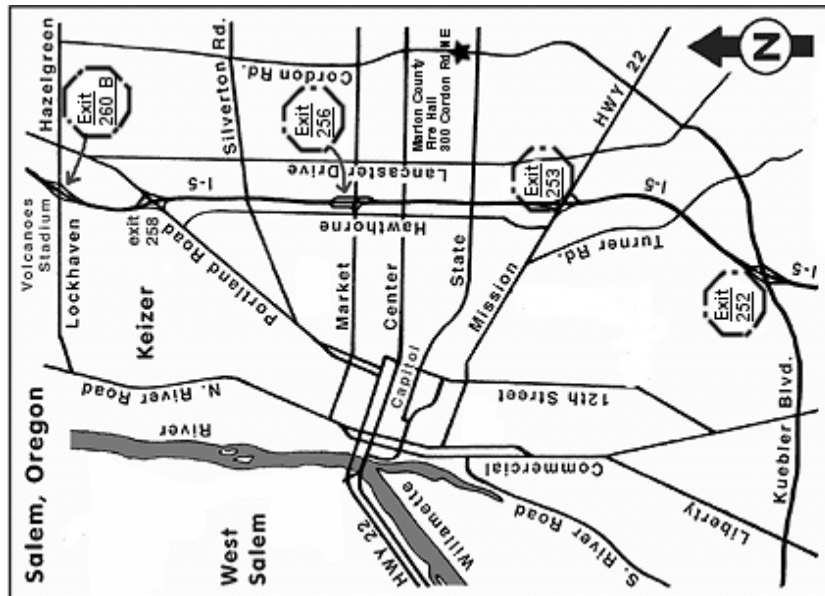 Salem, Oregon
West
Salem
Hazelgreen
Exit
260 B
Volcanoes
Stadium
Lockhaven
Keizer
exit
258
I-5
Portland Road
Silverton Rd.
Cordon Rd.
Exit
256
Lancaster Drive
Hawthorne
Market
Center
Marion County
Fire Hall
300 Cordon Rd NE
State
Mission
HWY 22
Exit
253
I-5
Turner Rd.
Exit
252
I-5
Kuebler Blvd.
N. River Road
River
Capitol
12th Street
Commercial
Liberty
S. River Road
Willamette
HWY 22
N